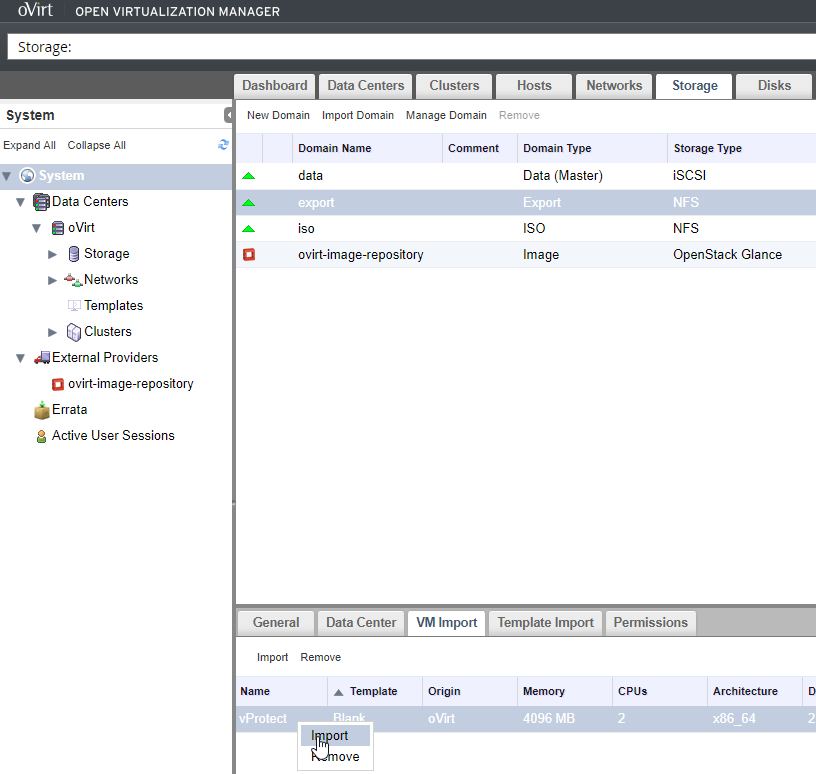 oVirt OPEN VIRTUALIZATION MANAGER
Storage:
Dashboard Data Centers Clusters Hosts Networks Storage Disks
System
Expand All Collapse All
System
Data Centers
oVirt
Storage
Networks
Templates
Clusters
External Providers
ovirt-image-repository
Errata
Active User Sessions
New Domain Import Domain Manage Domain Remove
Domain Name Comment Domain Type Storage Type
data Data (Master) iSCSI
export Export NFS
iso ISO NFS
ovirt-image-repository Image OpenStack Glance
General Data Center VM Import Template Import Permissions
Import Remove
Name Template Origin Memory CPUs Architecture D
vProtect Blank oVirt 4096 MB 2 x86_64 2
Import
Remove